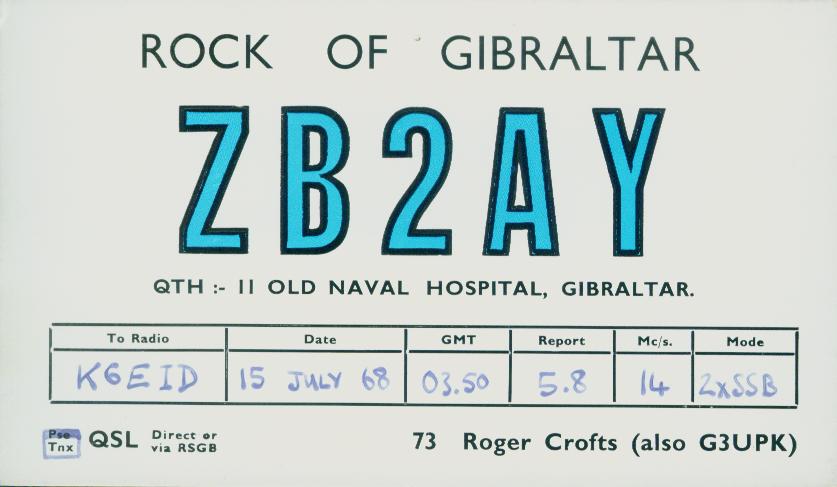 ROCK OF GIBRALTAR
ZB2AY
QTH :- 11 OLD NAVAL HOSPITAL, GIBRALTAR.
To Radio Date GMT Report Mc/s. Mode
K6EID 15 JULY 68 03.50 5.8 14 2xSSB
Pse Tnx QSL Direct or via RSGB 73 Roger Crofts (also G3UPK)